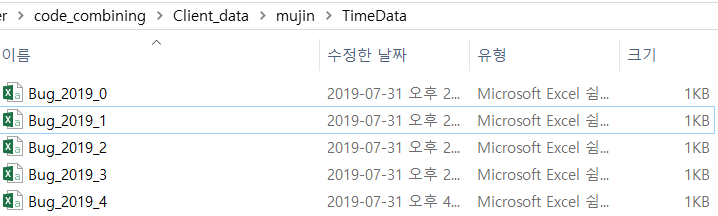 er > code_combining > Client_data > mujin > TimeData
이름 수정한 날짜 유형 크기
Bug_2019_0 2019-07-31 오후 2... Microsoft Excel 쉼... 1KB
Bug_2019_1 2019-07-31 오후 2... Microsoft Excel 쉼... 1KB
Bug_2019_2 2019-07-31 오후 2... Microsoft Excel 쉼... 1KB
Bug_2019_3 2019-07-31 오후 2... Microsoft Excel 쉼... 1KB
Bug_2019_4 2019-07-31 오후 4... Microsoft Excel 쉼... 1KB